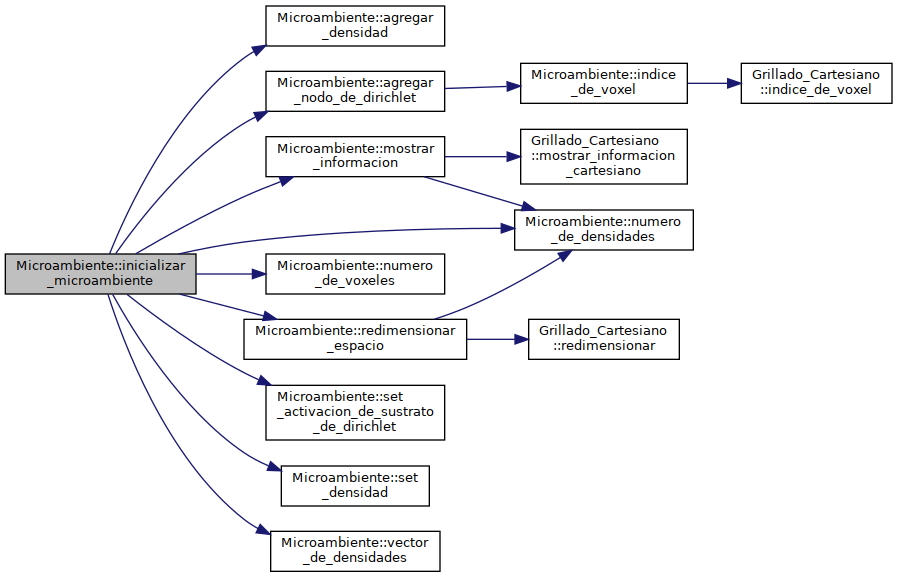 Microambiente::inicializar
_microambiente
Microambiente::agregar
_densidad
Microambiente::agregar
_nodo_de_dirichlet
Microambiente::indice
_de_voxel
Grillado_Cartesiano
::indice_de_voxel
Microambiente::mostrar
_informacion
Grillado_Cartesiano
::mostrar_informacion
_cartesiano
Microambiente::numero
_de_densidades
Microambiente::numero
_de_voxeles
Microambiente::redimensionar
_espacio
Grillado_Cartesiano
::redimensionar
Microambiente::set
_activacion_de_sustrato
_de_dirichlet
Microambiente::set
_densidad
Microambiente::vector
_de_densidades